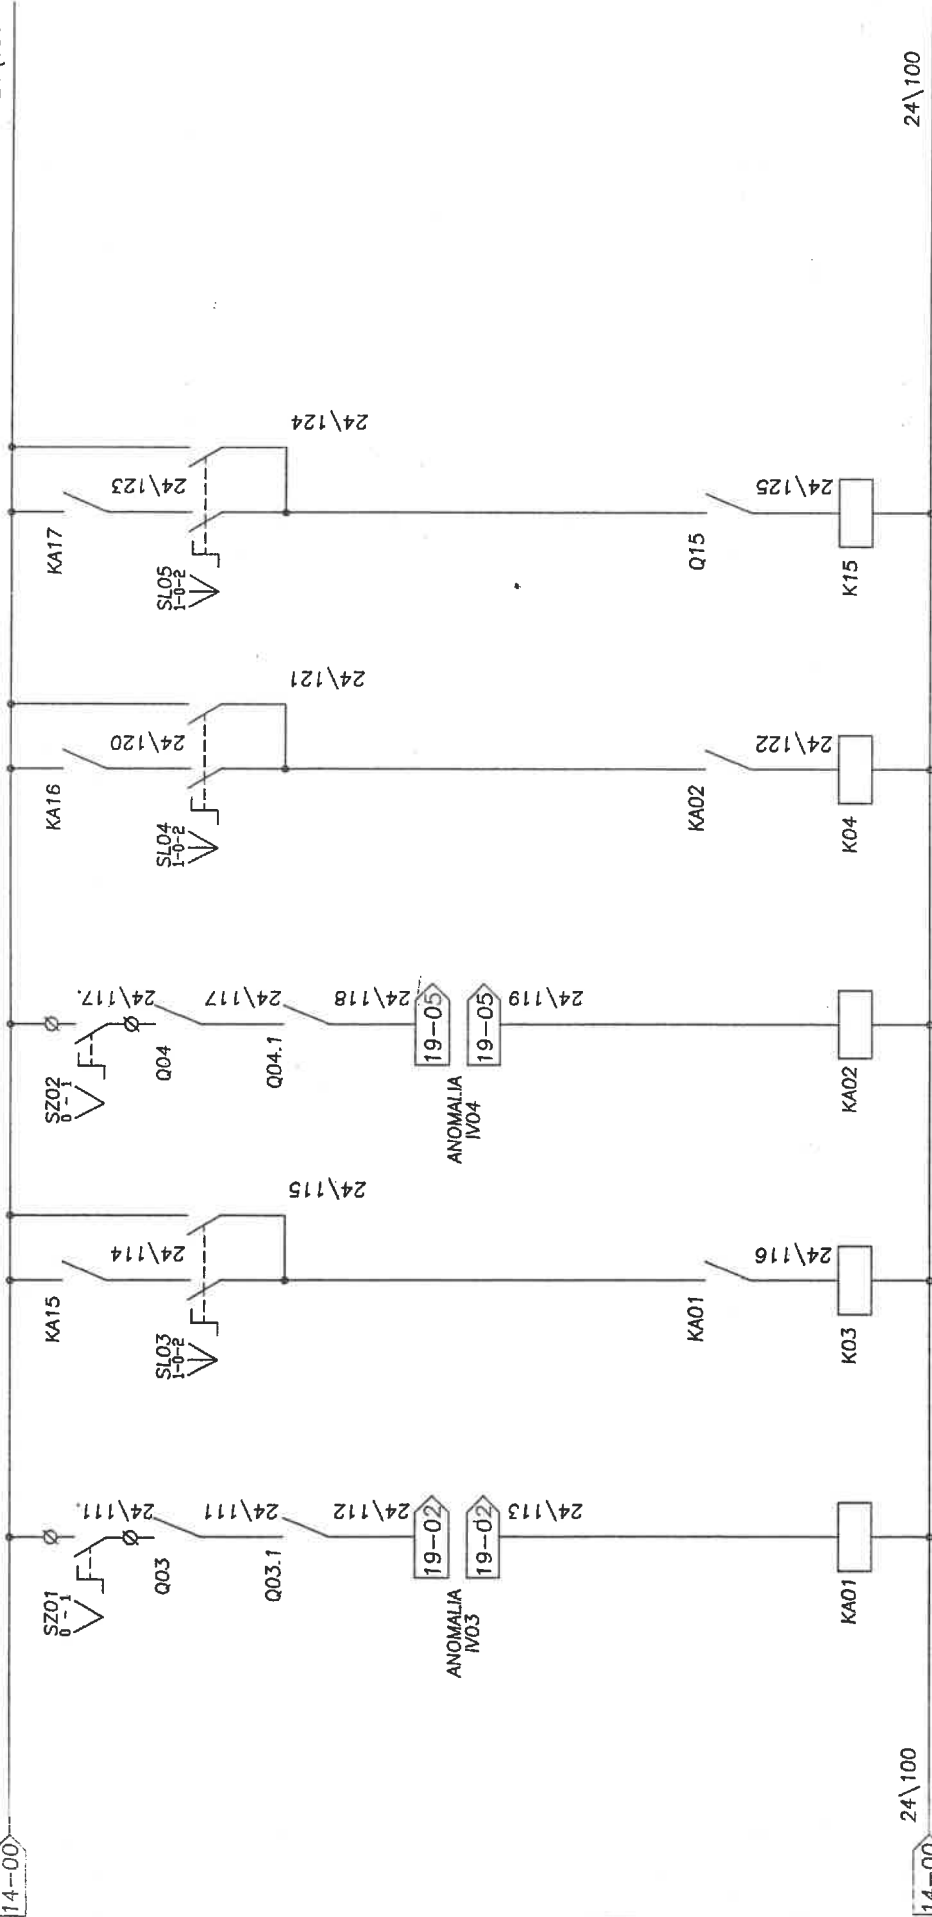 14-00
SZ01
0 - 1
24\111.
Q03
24\111
Q03.1
24\112
19-02
ANOMALIA
IV03
19-02
24\113
KA01
KA15
24\114
SL03
1-0-2
24\115
KA01
24\116
K03
SZ02
0 - 1
24\117.
Q04
24\117
Q04.1
24\118
19-05
ANOMALIA
IV04
19-05
24\119
KA02
KA16
24\120
SL04
1-0-2
24\121
KA02
24\122
K04
KA17
24\123
SL05
1-0-2
24\124
Q15
24\125
K15
14-00
24\100
24\100